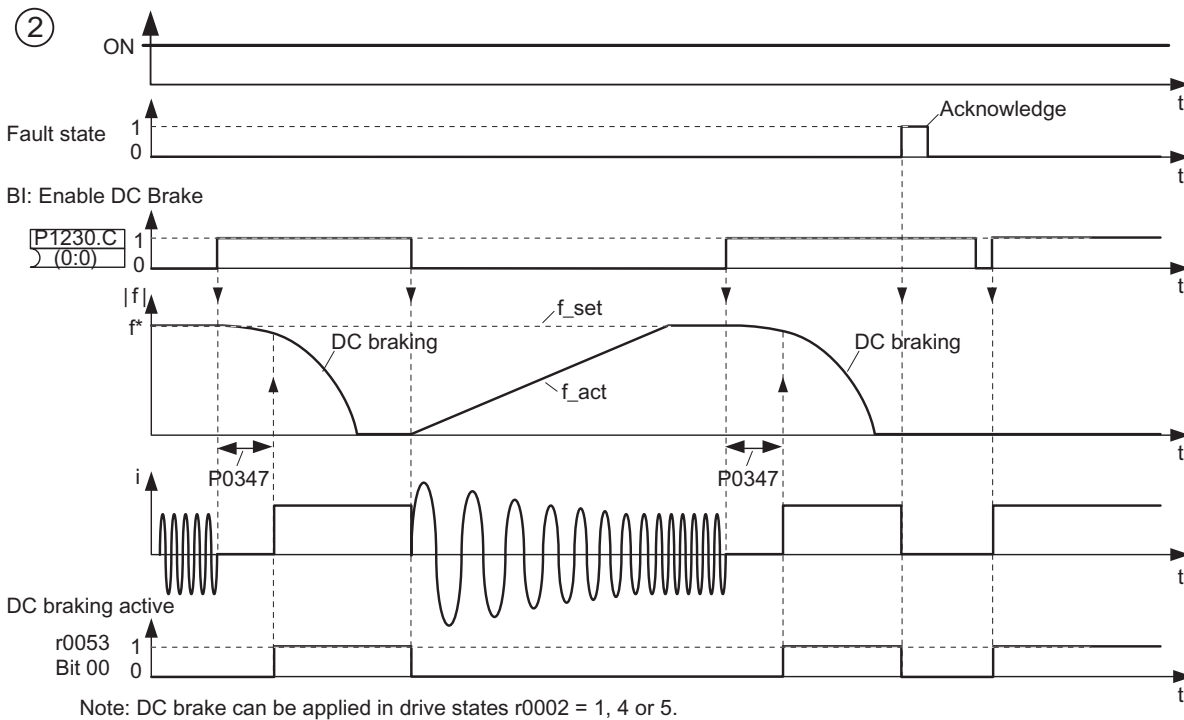 2
ON
t
Acknowledge
Fault state
1
0
t
BI: Enable DC Brake
P1230.C
(0:0)
1
0
t
|f|
f*
f_set
DC braking
DC braking
f_act
t
P0347
P0347
i
t
DC braking active
r0053
Bit 00
1
0
t
Note: DC brake can be applied in drive states r0002 = 1, 4 or 5.